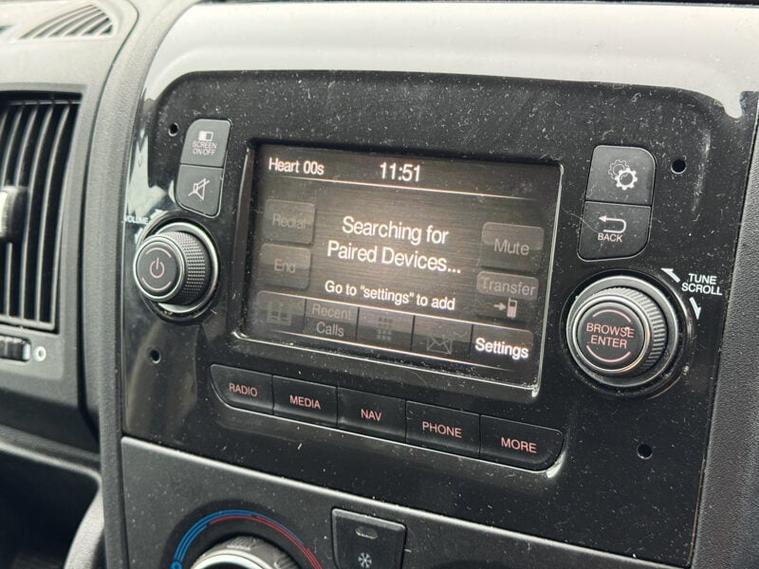 SCREEN
ON/OFF
Heart 00s
11:51
Redial
Searching for
Paired Devices...
Mute
End
Transfer
Go to "settings" to add
Recent
Calls
Settings
VOLUME
BACK
TUNE
SCROLL
BROWSE
ENTER
RADIO
MEDIA
NAV
PHONE
MORE